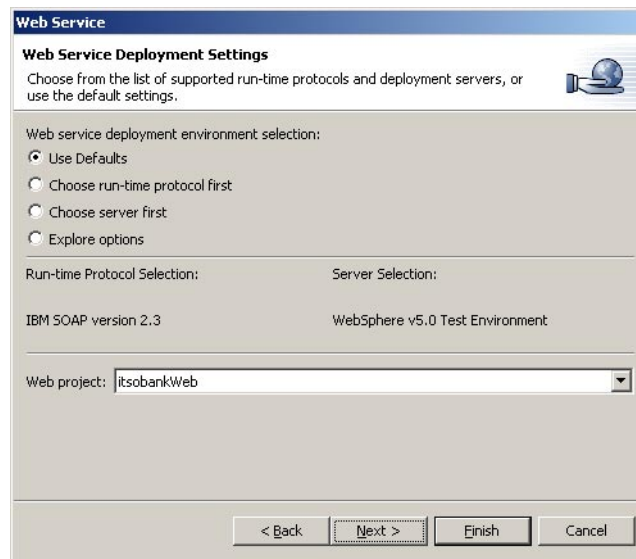 Web Service
Web Service Deployment Settings
Choose from the list of supported run-time protocols and deployment servers, or
use the default settings.
Web service deployment environment selection:
Use Defaults
Choose run-time protocol first
Choose server first
Explore options
Run-time Protocol Selection: Server Selection:
IBM SOAP version 2.3 WebSphere v5.0 Test Environment
Web project: itsobankWeb
< Back Next > Finish Cancel